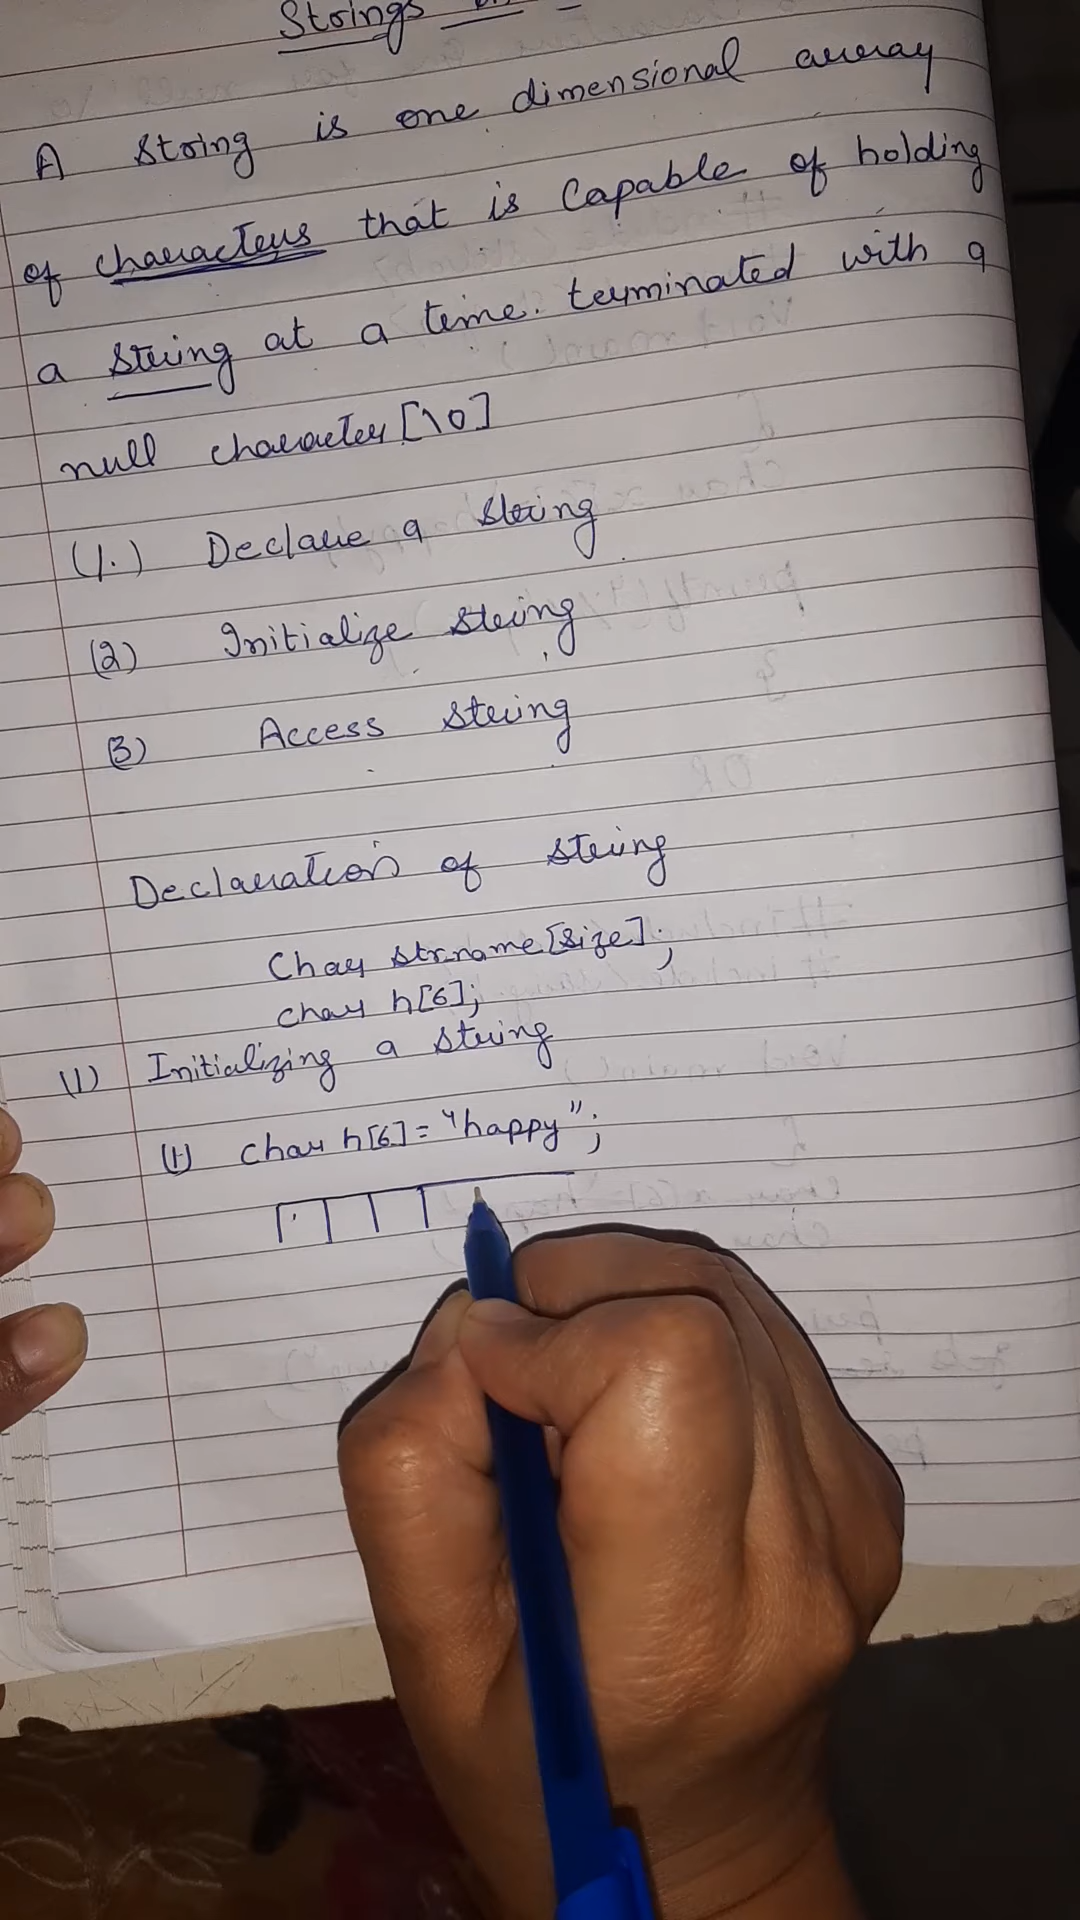 Strings
A string is one dimensional array
of characters that is Capable of holding
a string at a time. terminated with a
null character [\0]
(1.) Declare a string
(2) Initialize string
(3) Access string
Declaration of string
Char str.name[size];
char h[6];
(1) Initializing a string
(1) char h[6] = "happy";